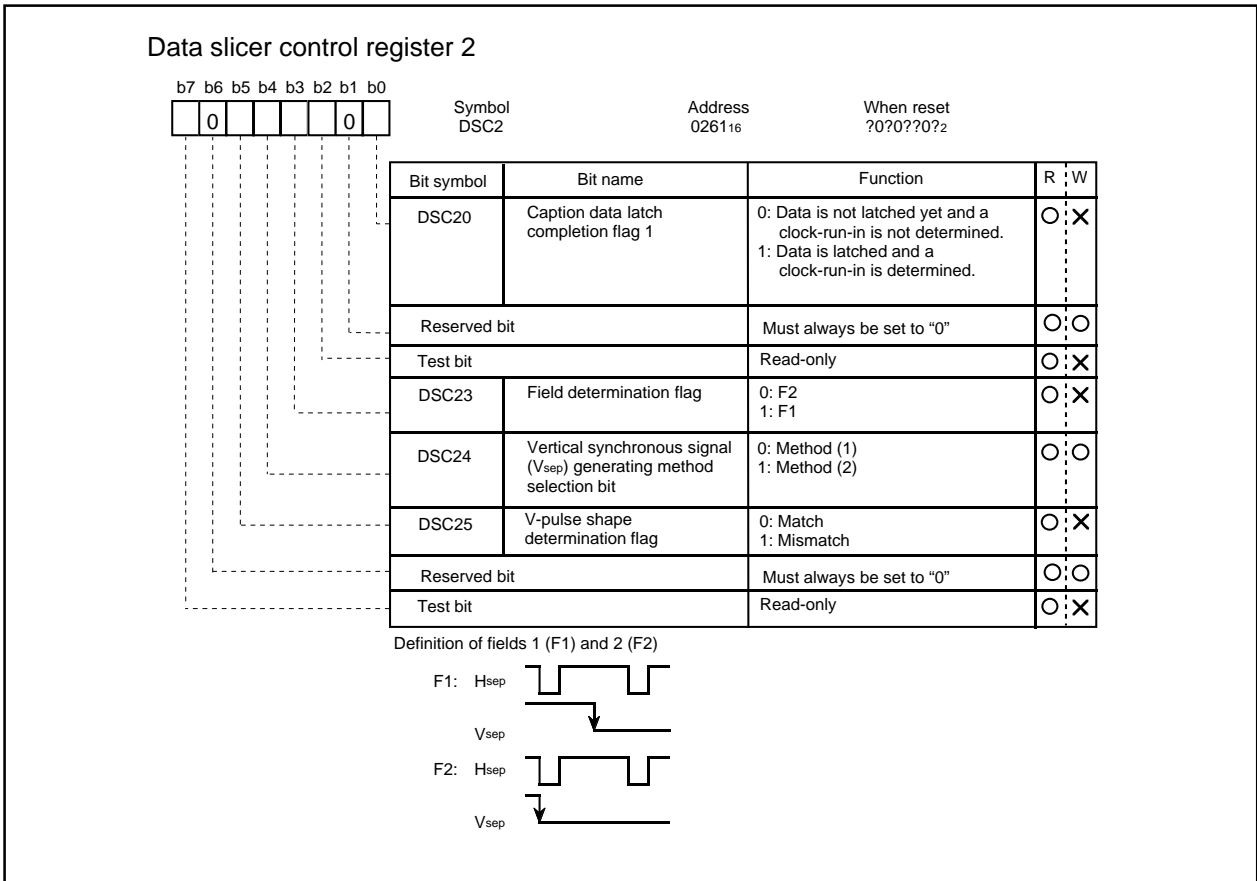 Data slicer control register 2
b7 b6 b5 b4 b3 b2 b1 b0
0 0
Symbol Address When reset
DSC2 026116 ?0?0??0?2
Bit symbol Bit name Function R W
DSC20 Caption data latch completion flag 1
0: Data is not latched yet and a
clock-run-in is not determined.
1: Data is latched and a
clock-run-in is determined.
Reserved bit Must always be set to “0”
Test bit Read-only
DSC23 Field determination flag 0: F2
1: F1
DSC24 Vertical synchronous signal
(Vsep) generating method
selection bit
0: Method (1)
1: Method (2)
DSC25 V-pulse shape
determination flag
0: Match
1: Mismatch
Reserved bit Must always be set to “0”
Test bit Read-only
Definition of fields 1 (F1) and 2 (F2)
F1: Hsep
Vsep
F2: Hsep
Vsep